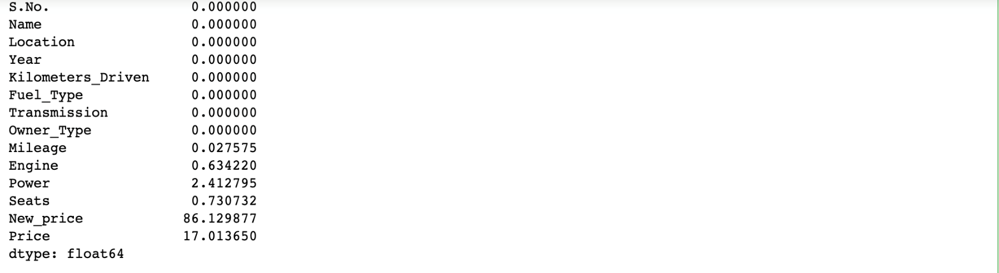 S.No.                 0.000000
Name                  0.000000
Location              0.000000
Year                  0.000000
Kilometers_Driven     0.000000
Fuel_Type             0.000000
Transmission          0.000000
Owner_Type            0.000000
Mileage               0.027575
Engine                0.634220
Power                 2.412795
Seats                 0.730732
New_price            86.129877
Price                17.013650
dtype: float64